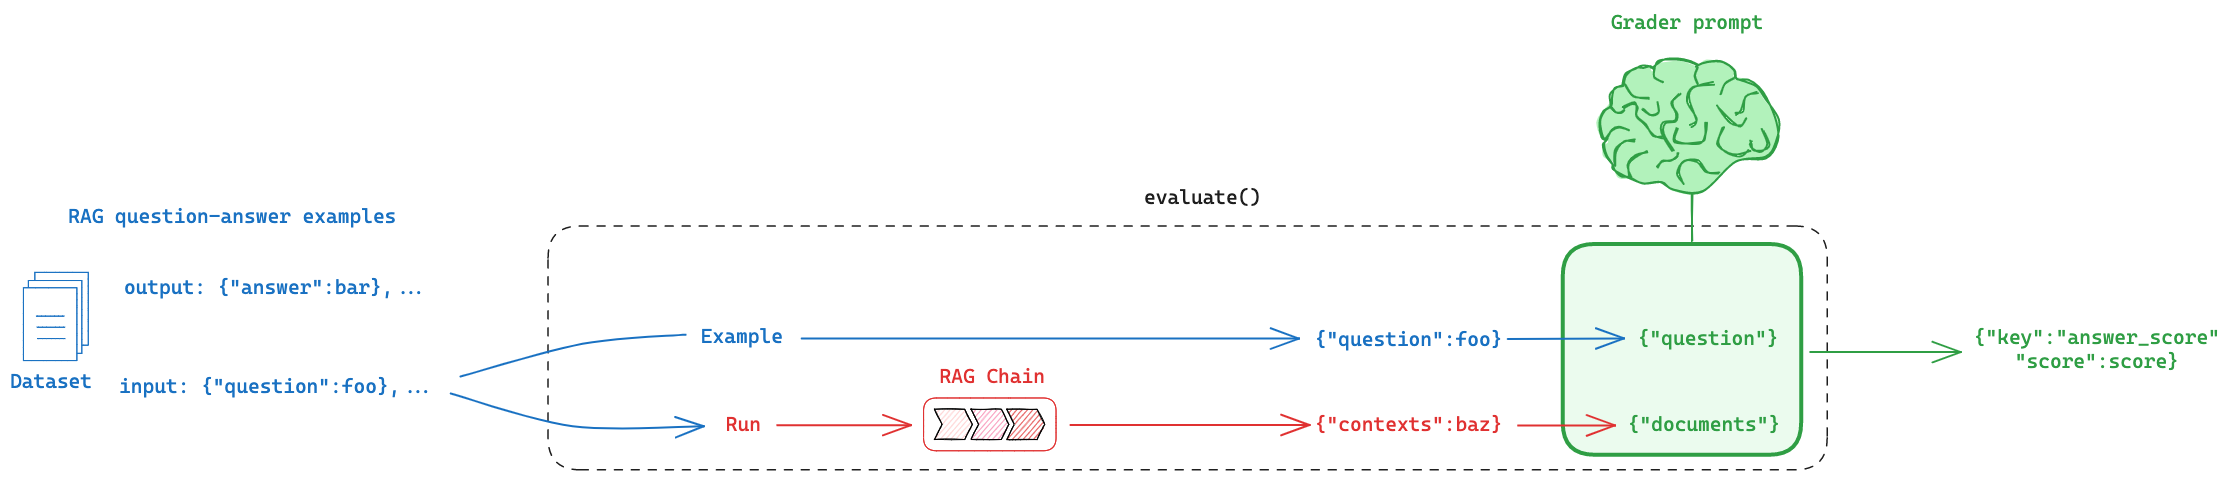 Grader prompt
evaluate()
RAG question-answer examples
output: {"answer":bar},...
Example
{"question":foo}
{"question"}
{"key":"answer_score"
"score":score}
Dataset
input: {"question":foo},...
RAG Chain
Run
{"contexts":baz}
{"documents"}